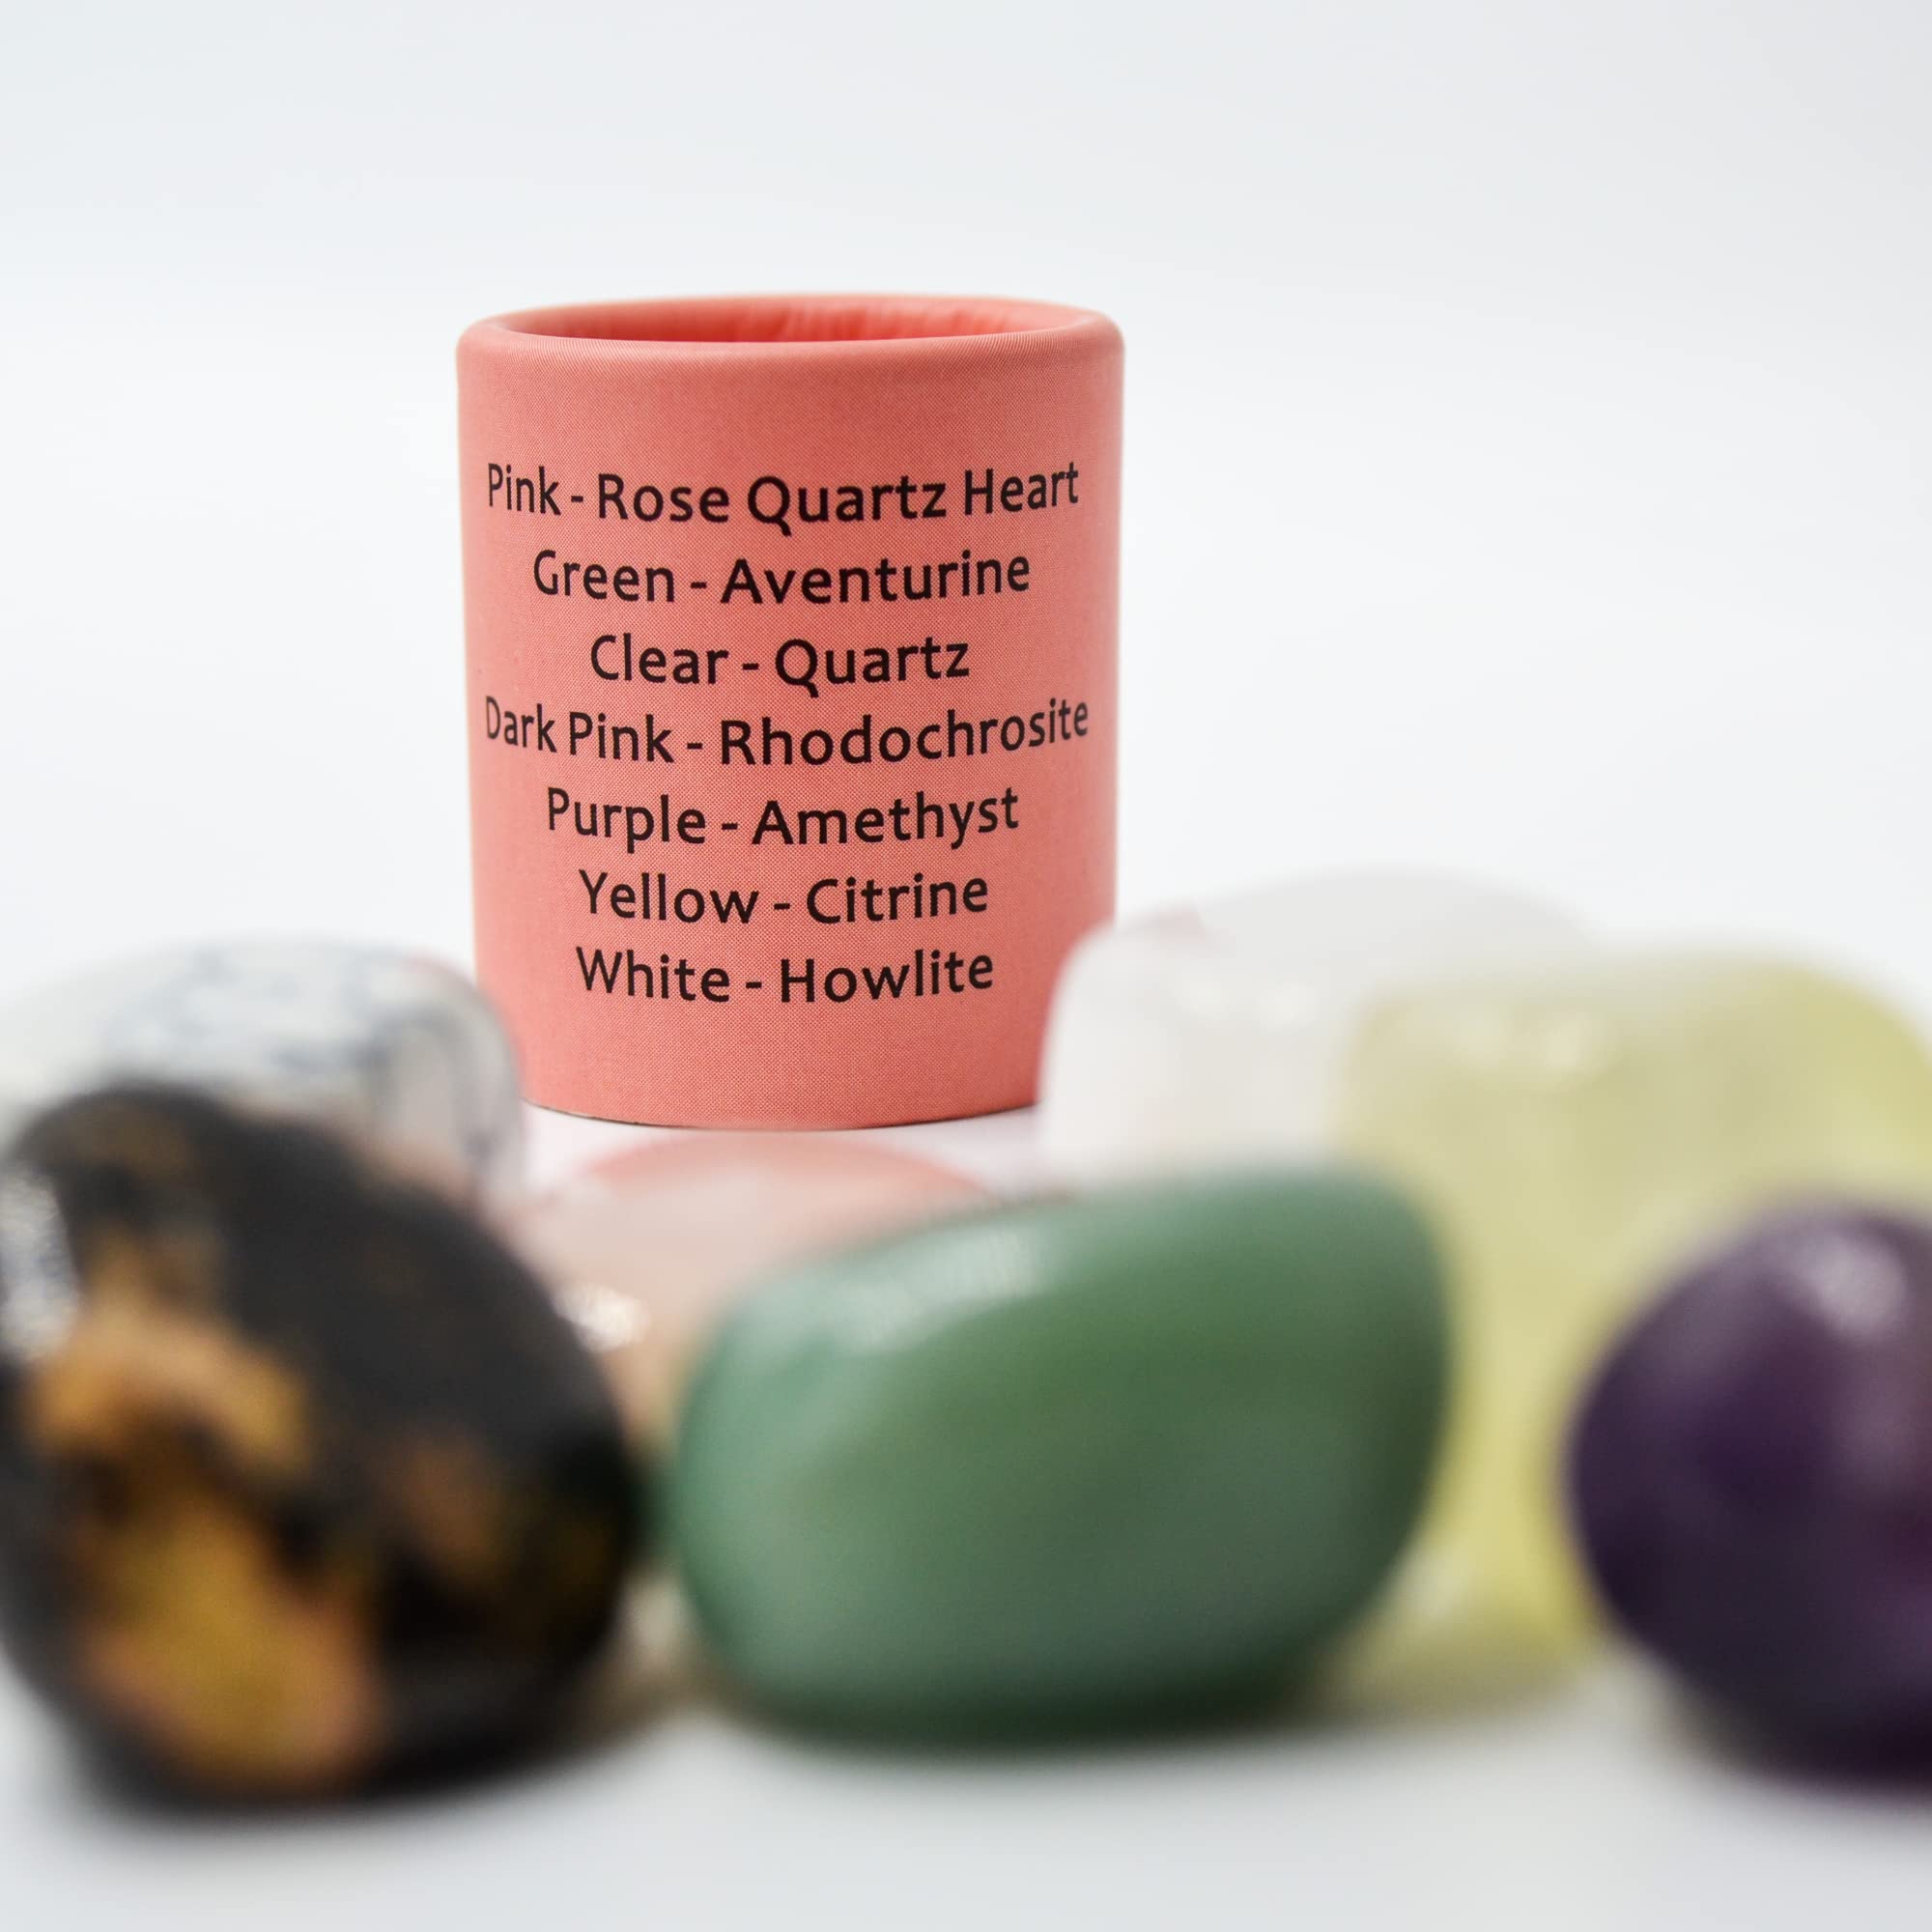 Pink - Rose Quartz Heart
Green - Aventurine
Clear - Quartz
Dark Pink - Rhodochrosite
Purple - Amethyst
Yellow - Citrine
White - Howlite